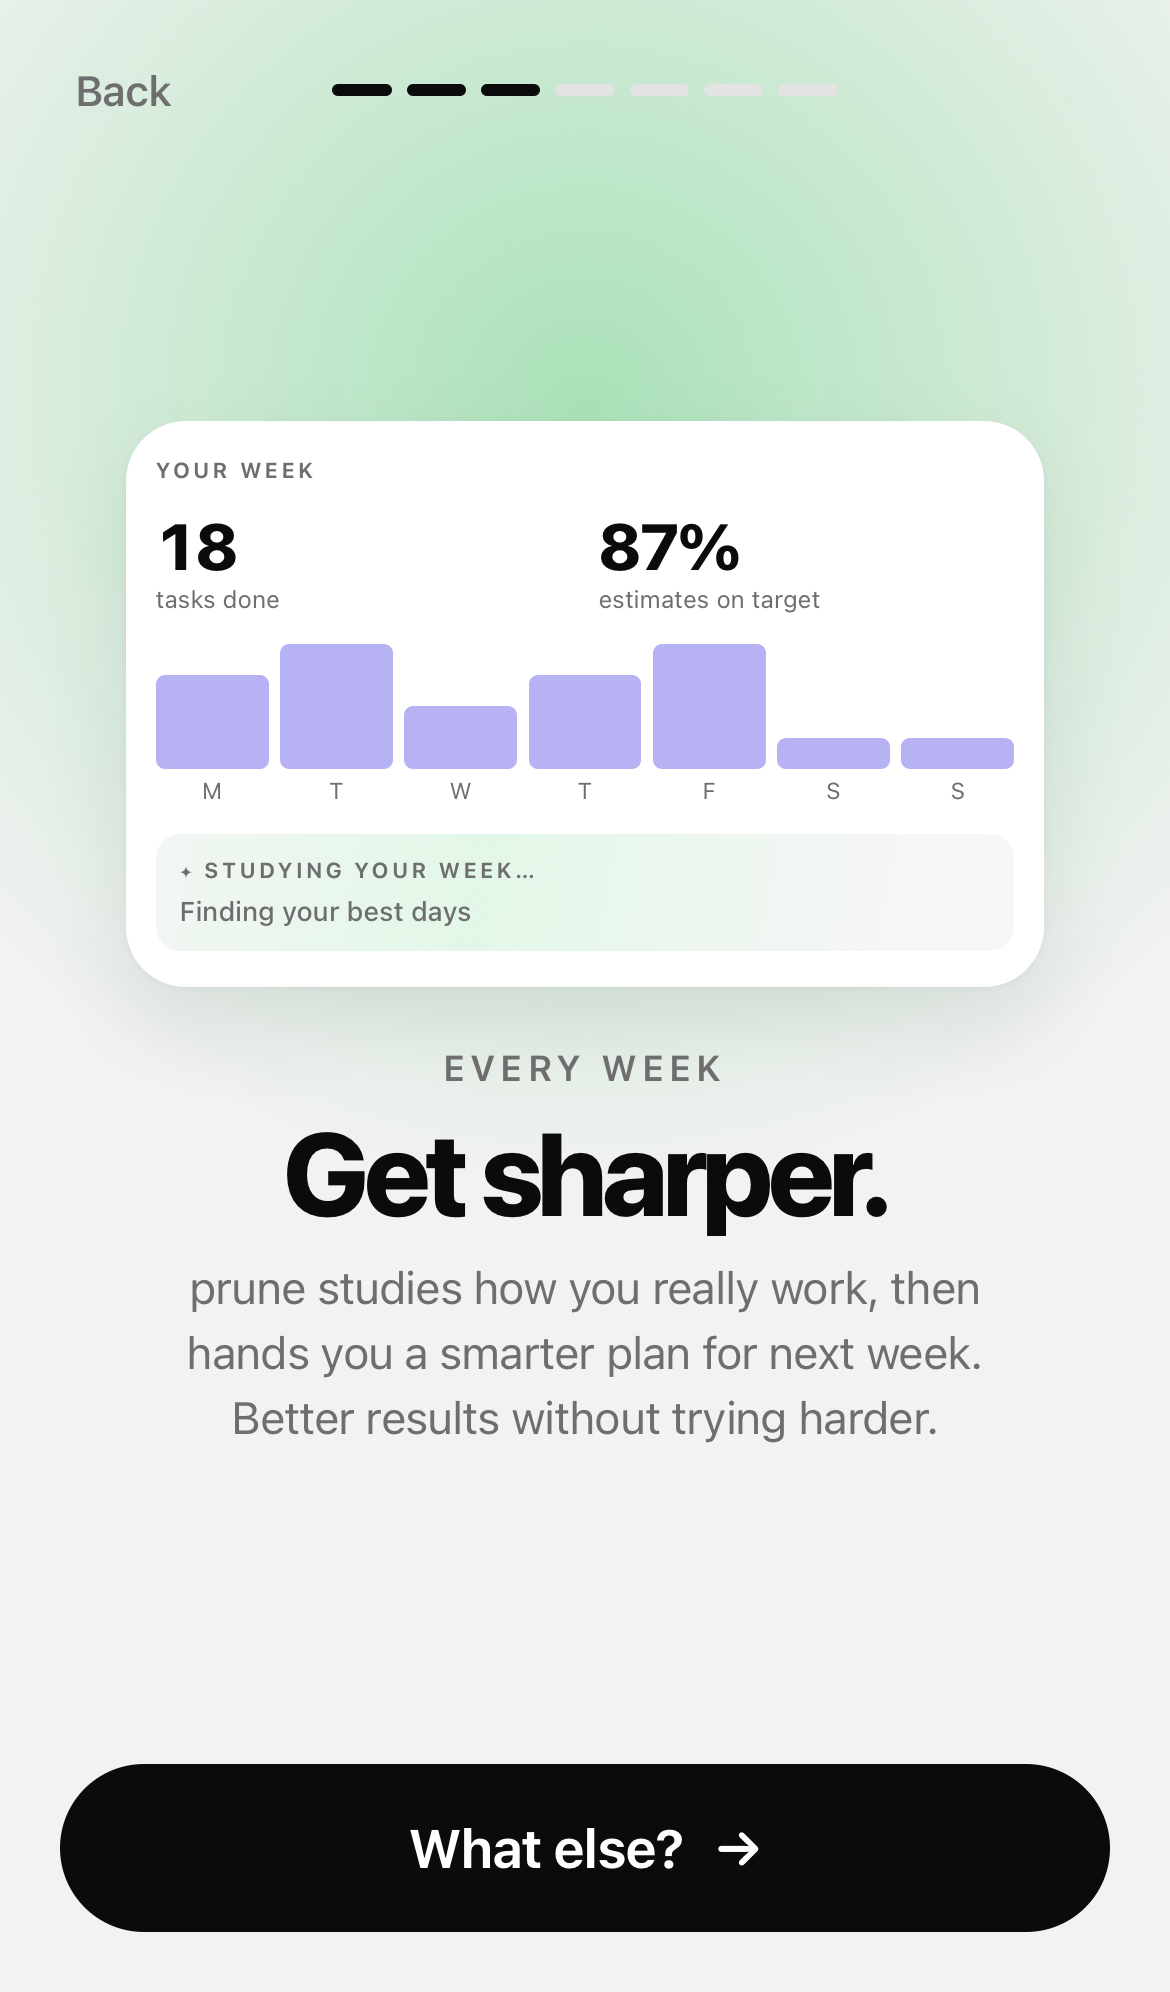 Back
YOUR WEEK
18
87%
tasks done
estimates on target
M T W T F S S
✦ STUDYING YOUR WEEK…
Finding your best days
EVERY WEEK
Get sharper.
prune studies how you really work, then
hands you a smarter plan for next week.
Better results without trying harder.
What else? →